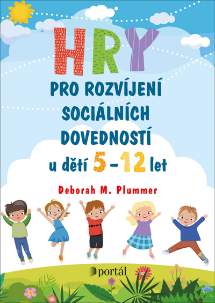 HRY
PRO ROZVÍJENÍ
SOCIÁLNÍCH
DOVEDNOSTÍ
u dětí 5–12 let
Deborah M. Plummer
portál